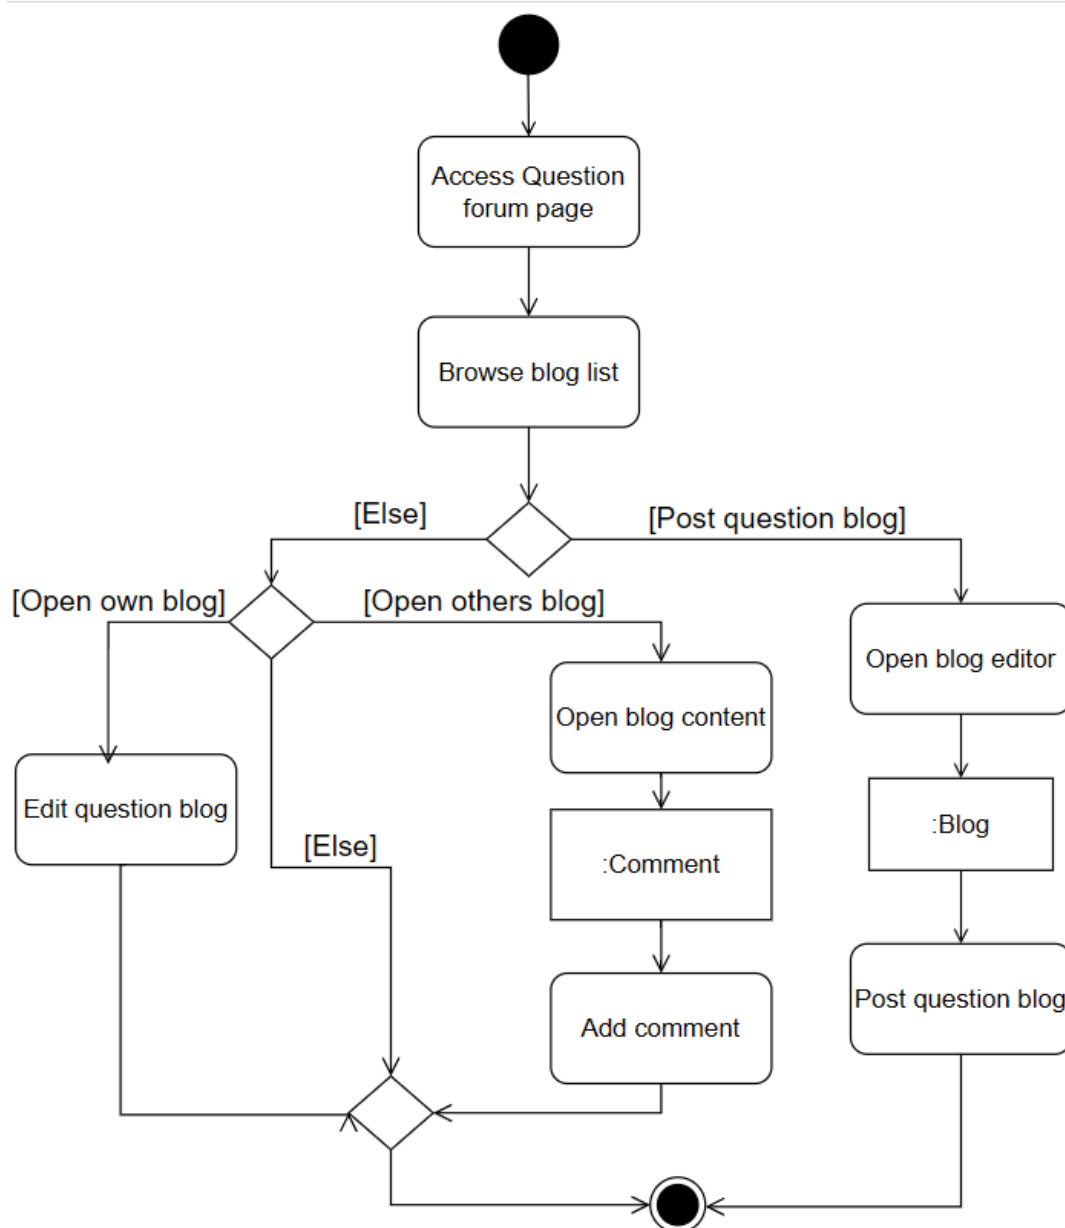 Access Question
forum page
Browse blog list
[Else]
[Post question blog]
[Open own blog]
[Open others blog]
Open blog editor
Open blog content
Edit question blog
:Blog
[Else]
:Comment
Post question blog
Add comment